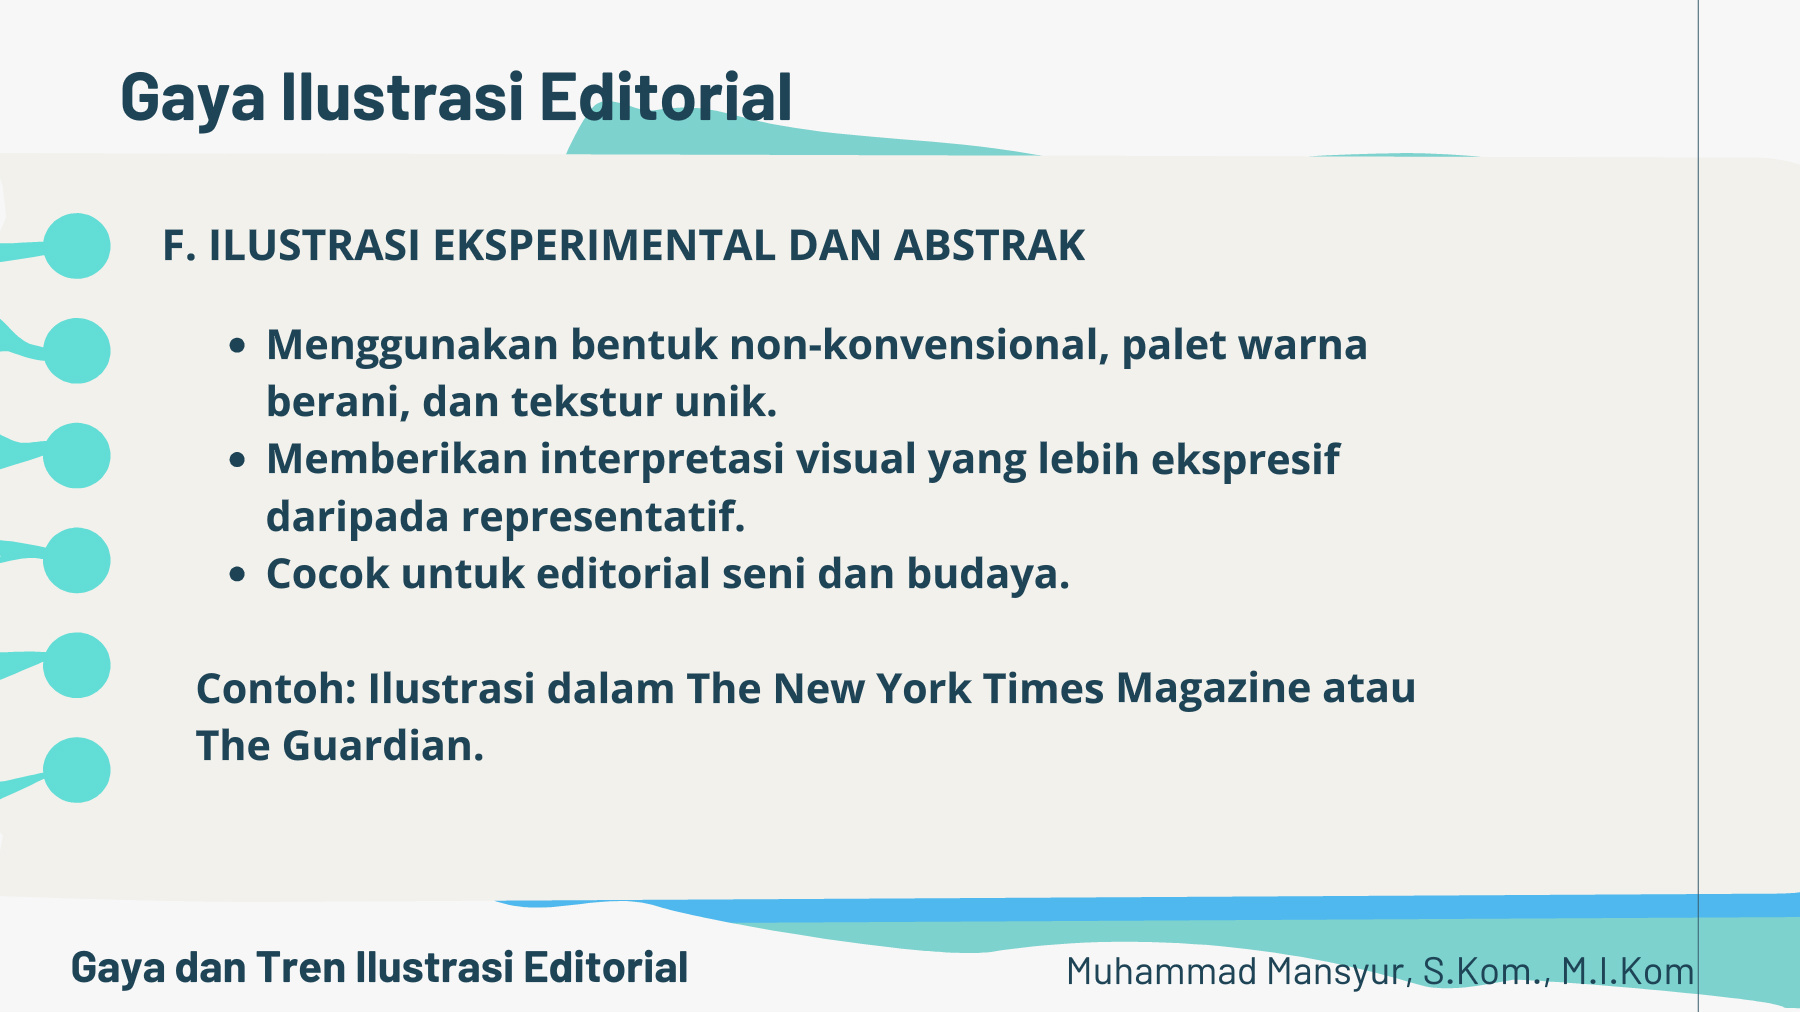 Gaya Ilustrasi Editorial
F. ILUSTRASI EKSPERIMENTAL DAN ABSTRAK
• Menggunakan bentuk non-konvensional, palet warna
berani, dan tekstur unik.
• Memberikan interpretasi visual yang lebih ekspresif
daripada representatif.
• Cocok untuk editorial seni dan budaya.
Contoh: Ilustrasi dalam The New York Times Magazine atau
The Guardian.
Gaya dan Tren Ilustrasi Editorial
Muhammad Mansyur, S.Kom., M.I.Kom